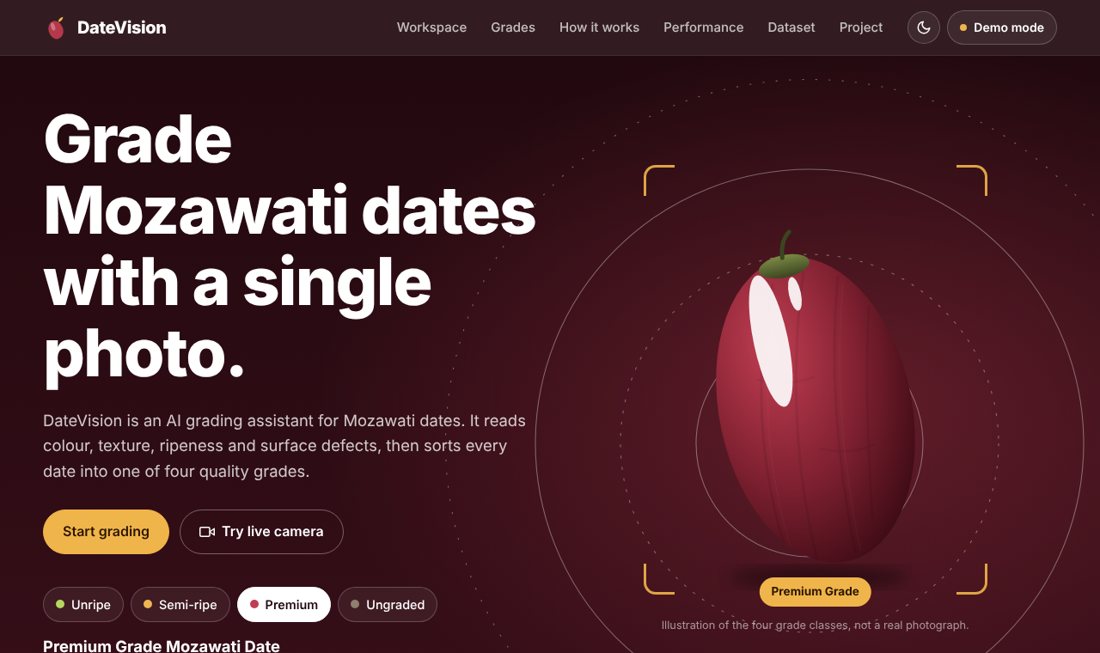 DateVision
Workspace
Grades
How it works
Performance
Dataset
Project
Demo mode
Grade
Mozawati dates
with a single
photo.
DateVision is an AI grading assistant for Mozawati dates. It reads
colour, texture, ripeness and surface defects, then sorts every
date into one of four quality grades.
Start grading
Try live camera
Unripe
Semi-ripe
Premium
Ungraded
Premium Grade Mozawati Date
Premium Grade
Illustration of the four grade classes, not a real photograph.